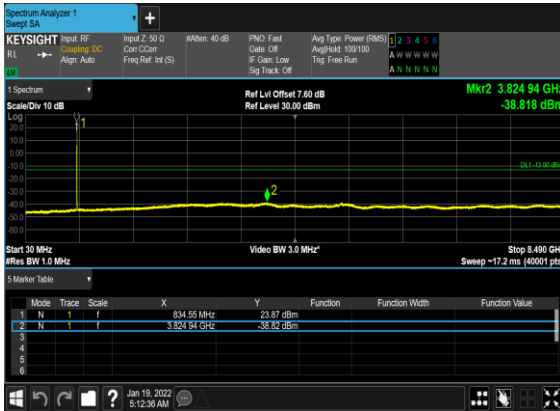 Spectrum Analyzer 1
Swept SA
+
KEYSIGHT Input: RF Input Z: 50 Ω #Atten: 40 dB PNO: Fast Avg Type: Power (RMS) 1 2 3 4 5 6
RL Coupling: DC Corr CCorr Gate: Off Avg|Hold: 100/100 A W W W W W
Align: Auto Freq Ref: Int (S) IF Gain: Low Trig: Free Run
Sig Track: Off A N N N N N
1 Spectrum Ref Lvl Offset 7.60 dB Mkr2 3.824 94 GHz
Scale/Div 10 dB Ref Level 30.00 dBm -38.818 dBm
Log
20.0
10.0
0.00
-10.0
-20.0
-30.0
-40.0
-50.0
-60.0
1
2
DL1 -13.00 dBm
Start 30 MHz Video BW 3.0 MHz* Stop 8.490 GHz
#Res BW 1.0 MHz Sweep ~17.2 ms (40001 pts)
5 Marker Table
Mode Trace Scale X Y Function Function Width Function Value
1 N 1 f 834.55 MHz 23.87 dBm
2 N 1 f 3.824 94 GHz -38.82 dBm
3
4
5
6
? Jan 19, 2022
5:12:36 AM